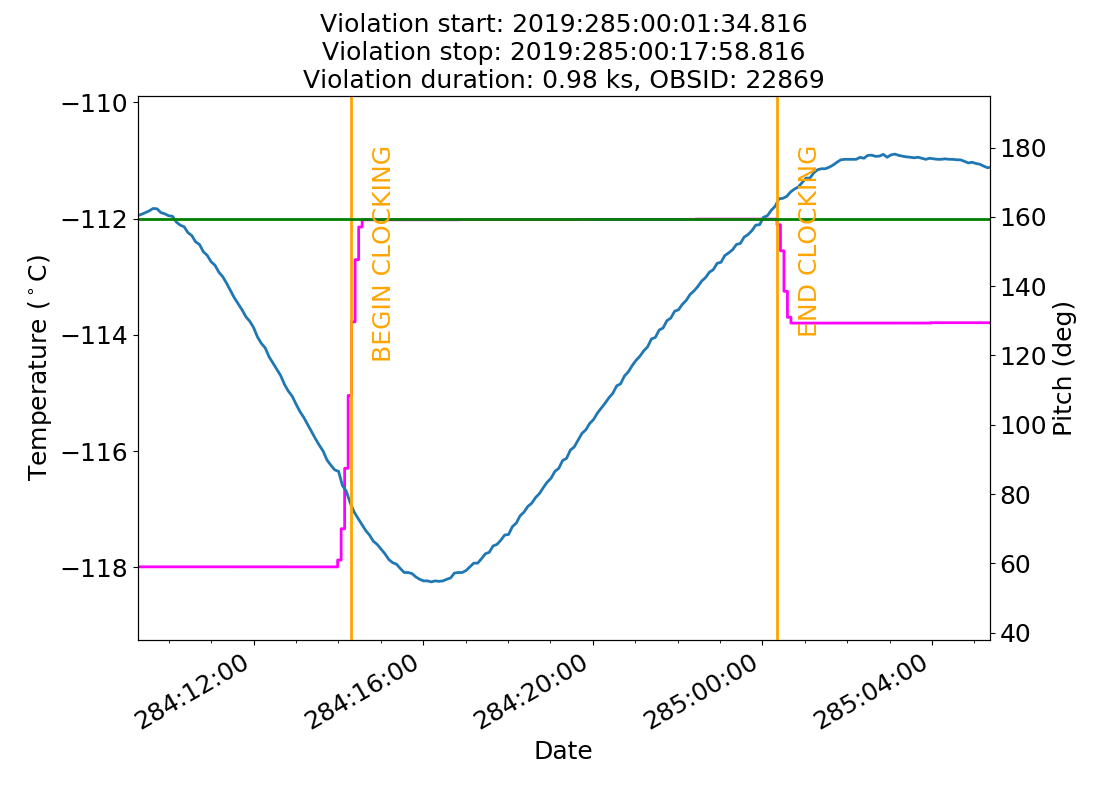 Violation start: 2019:285:00:01:34.816
Violation stop: 2019:285:00:17:58.816
Violation duration: 0.98 ks, OBSID: 22869
−110
−112
−114
−116
−118
Temperature (°C)
BEGIN CLOCKING
END CLOCKING
180
160
140
120
100
80
60
40
Pitch (deg)
284:12:00
284:16:00
284:20:00
285:00:00
285:04:00
Date